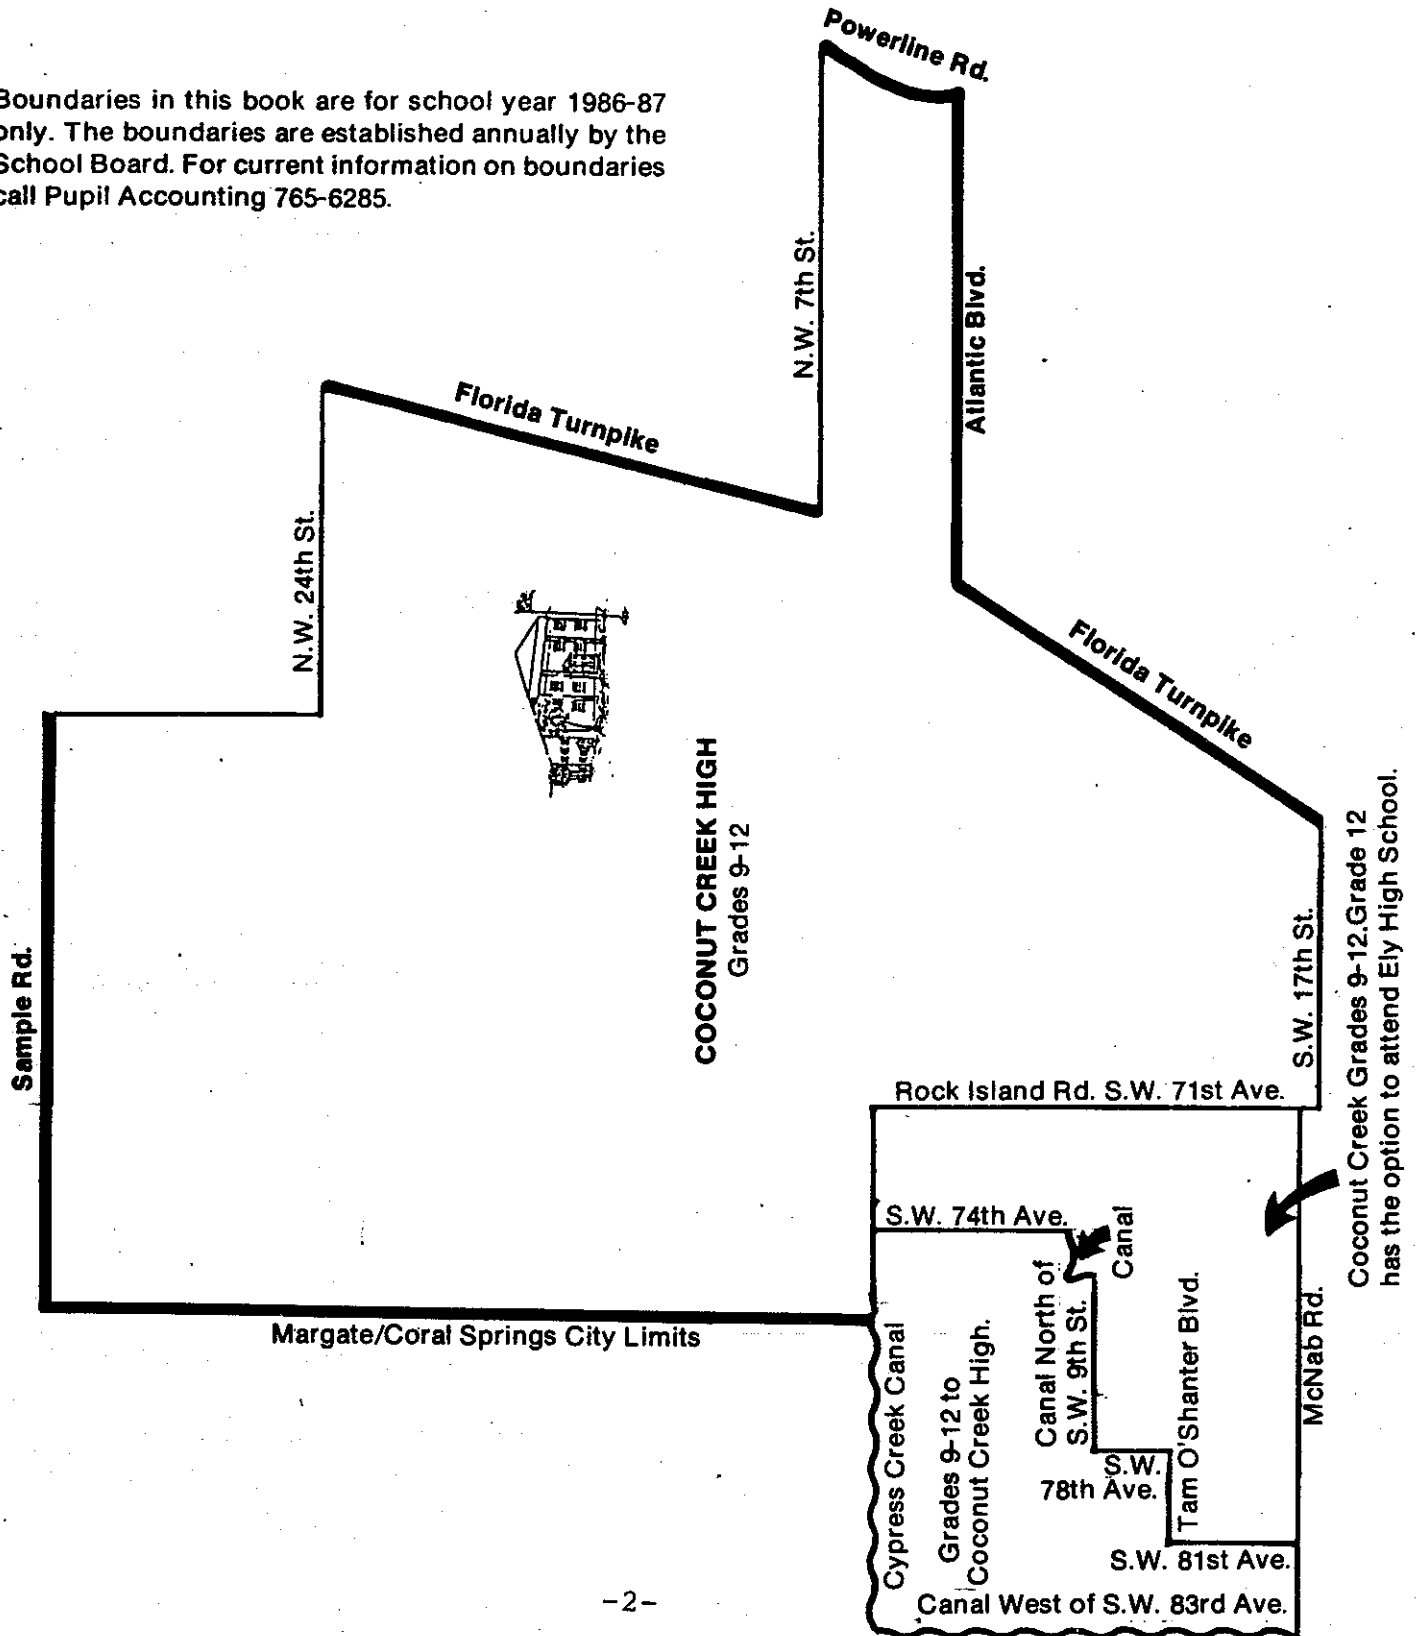 Boundaries in this book are for school year 1986-87
only. The boundaries are established annually by the
School Board. For current information on boundaries
call Pupil Accounting 765-6285.
Powerline Rd.
N.W. 7th St.
Atlantic Blvd.
Florida Turnpike
N.W. 24th St.
Florida Turnpike
Sample Rd.
COCONUT CREEK HIGH
Grades 9-12
S.W. 17th St.
Rock Island Rd. S.W. 71st Ave.
Coconut Creek Grades 9-12.Grade 12
has the option to attend Ely High School.
S.W. 74th Ave.
Canal
Canal North of
S.W. 9th St.
Margate/Coral Springs City Limits
Cypress Creek Canal
Grades 9-12 to
Coconut Creek High.
Tam O'Shanter Blvd.
McNab Rd.
S.W.
78th Ave.
S.W. 81st Ave.
Canal West of S.W. 83rd Ave.
-2-